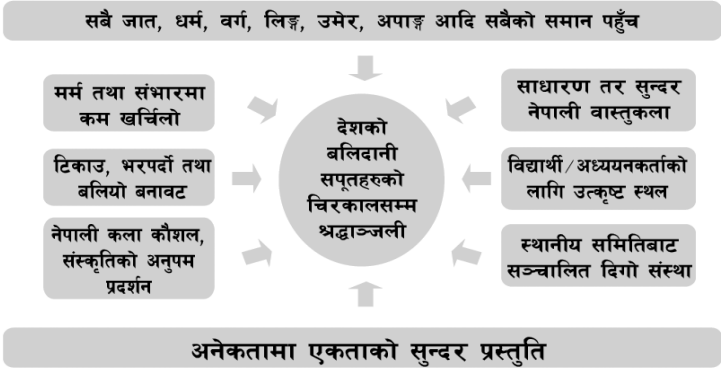 सबै जात, धर्म, वर्ग, लिङ्ग, उमेर, अपाङ्ग आदि सबैको समान पहुँच
मर्म तथा संभारमा
कम खर्चिलो
टिकाउ, भरपर्दो तथा
बलियो बनावट
नेपाली कला कौशल,
संस्कृतिको अनुपम
प्रदर्शन
देशको
बलिदानी
सपूतहरुको
चिरकालसम्म
श्रद्धाञ्जली
साधारण तर सुन्दर
नेपाली वास्तुकला
विद्यार्थी/अध्ययनकर्ताको
लागि उत्कृष्ट स्थल
स्थानीय समितिबाट
सञ्चालित दिगो संस्था
अनेकतामा एकताको सुन्दर प्रस्तुति